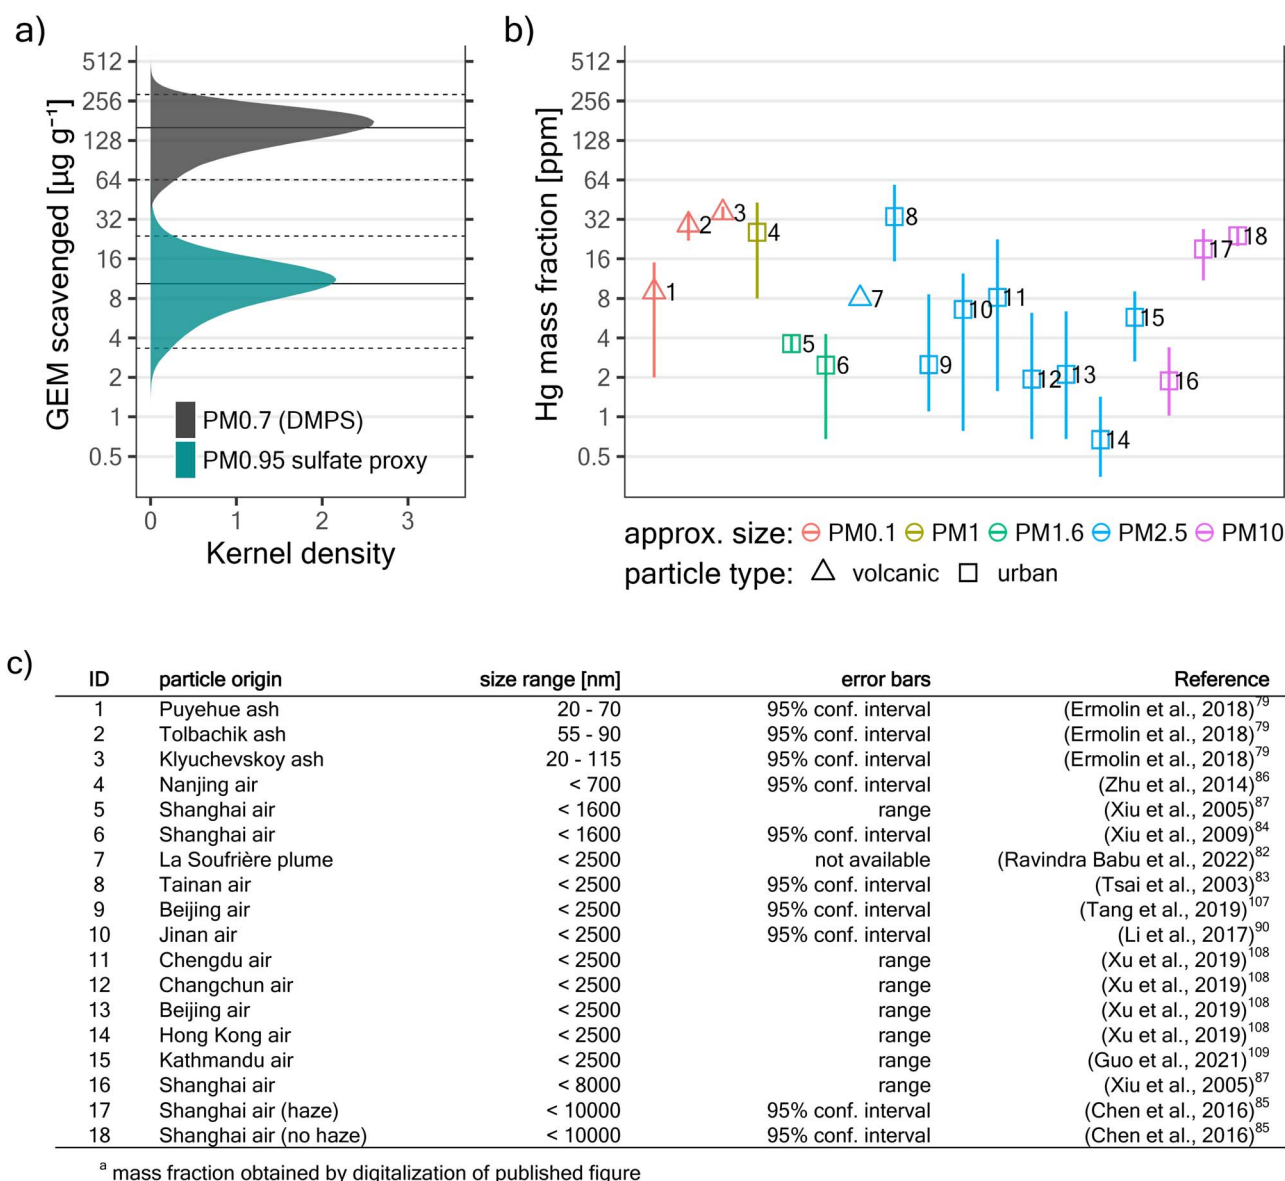 a)
GEM scavenged [µg g⁻¹]
512
256
128
64
32
16
8
4
2
1
0.5
PM0.7 (DMPS)
PM0.95 sulfate proxy
0 1 2 3
Kernel density
b)
Hg mass fraction [ppm]
512
256
128
64
32
16
8
4
2
1
0.5
1
2
3
4
5
6
7
8
9
10
11
12
13
14
15
16
17
18
approx. size: PM0.1 PM1 PM1.6 PM2.5 PM10
particle type: volcanic urban
c)
ID particle origin size range [nm] error bars Reference
1 Puyehue ash 20 - 70 95% conf. interval (Ermolin et al., 2018)⁷⁹
2 Tolbachik ash 55 - 90 95% conf. interval (Ermolin et al., 2018)⁷⁹
3 Klyuchevskoy ash 20 - 115 95% conf. interval (Ermolin et al., 2018)⁷⁹
4 Nanjing air < 700 95% conf. interval (Zhu et al., 2014)⁸⁶
5 Shanghai air < 1600 range (Xiu et al., 2005)⁸⁷
6 Shanghai air < 1600 95% conf. interval (Xiu et al., 2009)⁸⁴
7 La Soufrière plume < 2500 not available (Ravindra Babu et al., 2022)⁸²
8 Tainan air < 2500 95% conf. interval (Tsai et al., 2003)⁸³
9 Beijing air < 2500 95% conf. interval (Tang et al., 2019)¹⁰⁷
10 Jinan air < 2500 95% conf. interval (Li et al., 2017)⁹⁰
11 Chengdu air < 2500 range (Xu et al., 2019)¹⁰⁸
12 Changchun air < 2500 range (Xu et al., 2019)¹⁰⁸
13 Beijing air < 2500 range (Xu et al., 2019)¹⁰⁸
14 Hong Kong air < 2500 range (Xu et al., 2019)¹⁰⁸
15 Kathmandu air < 2500 range (Guo et al., 2021)¹⁰⁹
16 Shanghai air < 8000 range (Xiu et al., 2005)⁸⁷
17 Shanghai air (haze) < 10000 95% conf. interval (Chen et al., 2016)⁸⁵
18 Shanghai air (no haze) < 10000 95% conf. interval (Chen et al., 2016)⁸⁵
ᵃ mass fraction obtained by digitalization of published figure